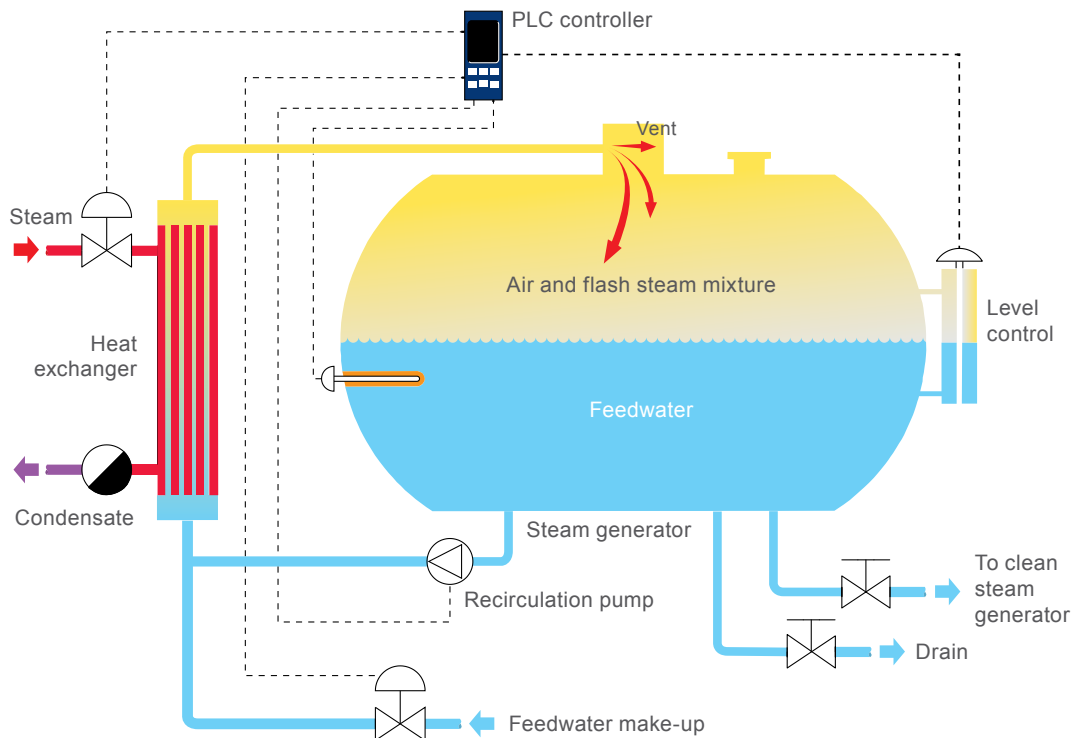 PLC controller
Vent
Steam
Air and flash steam mixture
Level
control
Heat
exchanger
Feedwater
Condensate
Steam generator
To clean
steam
generator
Recirculation pump
Drain
Feedwater make-up